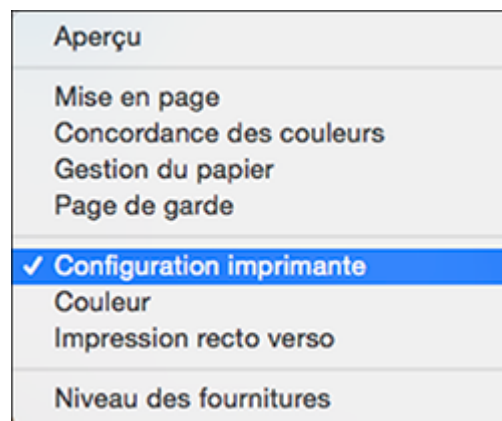 Aperçu
Mise en page
Concordance des couleurs
Gestion du papier
Page de garde
✓ Configuration imprimante
Couleur
Impression recto verso
Niveau des fournitures